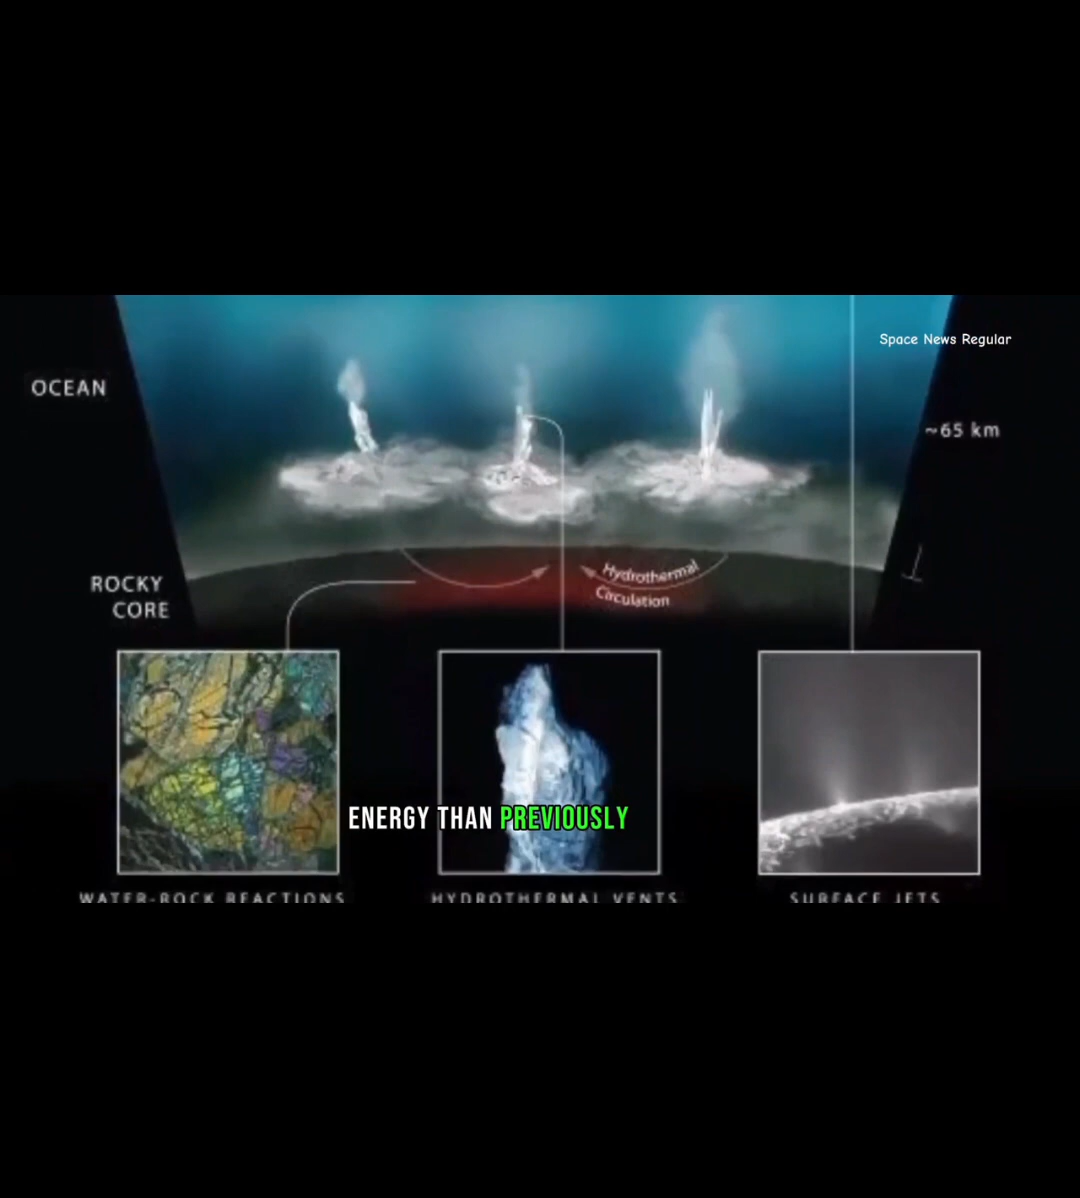 Space News Regular
OCEAN
~65 km
ROCKY
CORE
Hydrothermal
Circulation
ENERGY THAN PREVIOUSLY
WATER-ROCK REACTIONS
HYDROTHERMAL VENTS
SURFACE JETS